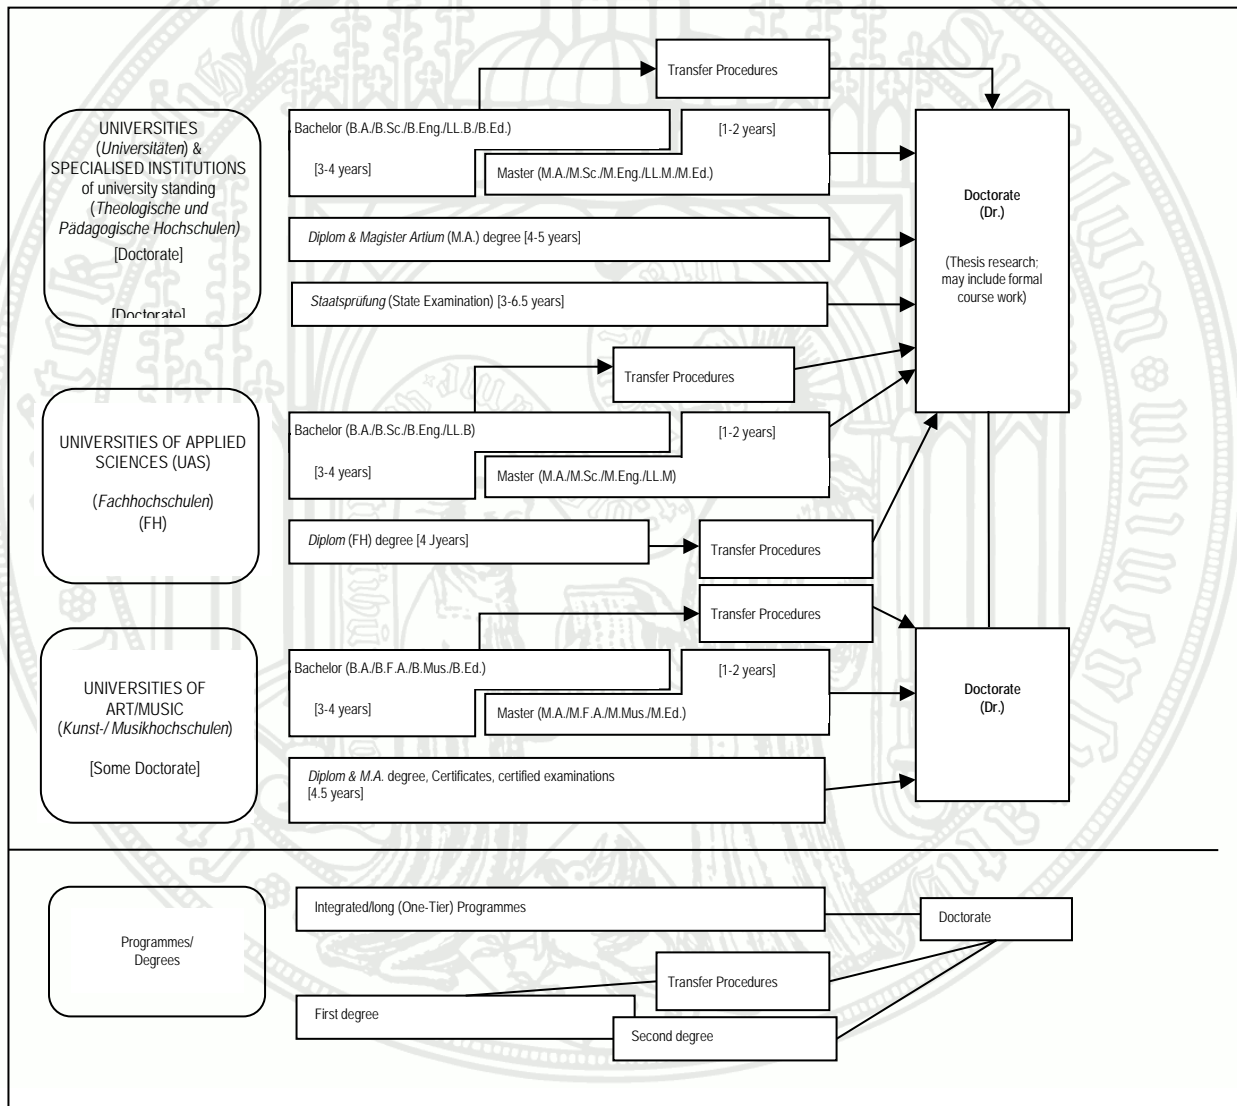 Transfer Procedures
UNIVERSITIES
(Universitäten) &
SPECIALISED INSTITUTIONS
of university standing
(Theologische und
Pädagogische Hochschulen)
[Doctorate]
[Doctorate]
Bachelor (B.A./B.Sc./B.Eng./LL.B./B.Ed.)
[3-4 years]
[1-2 years]
Master (M.A./M.Sc./M.Eng./LL.M./M.Ed.)
Diplom & Magister Artium (M.A.) degree [4-5 years]
Staatsprüfung (State Examination) [3-6.5 years]
Doctorate
(Dr.)
(Thesis research;
may include formal
course work)
Transfer Procedures
UNIVERSITIES OF APPLIED
SCIENCES (UAS)
(Fachhochschulen)
(FH)
Bachelor (B.A./B.Sc./B.Eng./LL.B)
[3-4 years]
[1-2 years]
Master (M.A./M.Sc./M.Eng./LL.M)
Diplom (FH) degree [4 Jyears]
Transfer Procedures
Transfer Procedures
UNIVERSITIES OF
ART/MUSIC
(Kunst-/ Musikhochschulen)
[Some Doctorate]
Bachelor (B.A./B.F.A./B.Mus./B.Ed.)
[3-4 years]
[1-2 years]
Master (M.A./M.F.A./M.Mus./M.Ed.)
Diplom & M.A. degree, Certificates, certified examinations
[4.5 years]
Doctorate
(Dr.)
Programmes/
Degrees
Integrated/long (One-Tier) Programmes
Doctorate
Transfer Procedures
First degree
Second degree